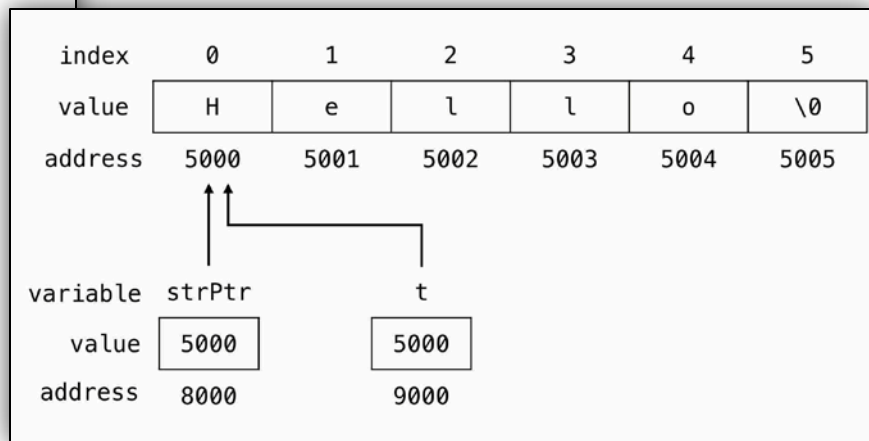 index 0 1 2 3 4 5
value H e l l o \0
address 5000 5001 5002 5003 5004 5005
variable strPtr t
value 5000 5000
address 8000 9000